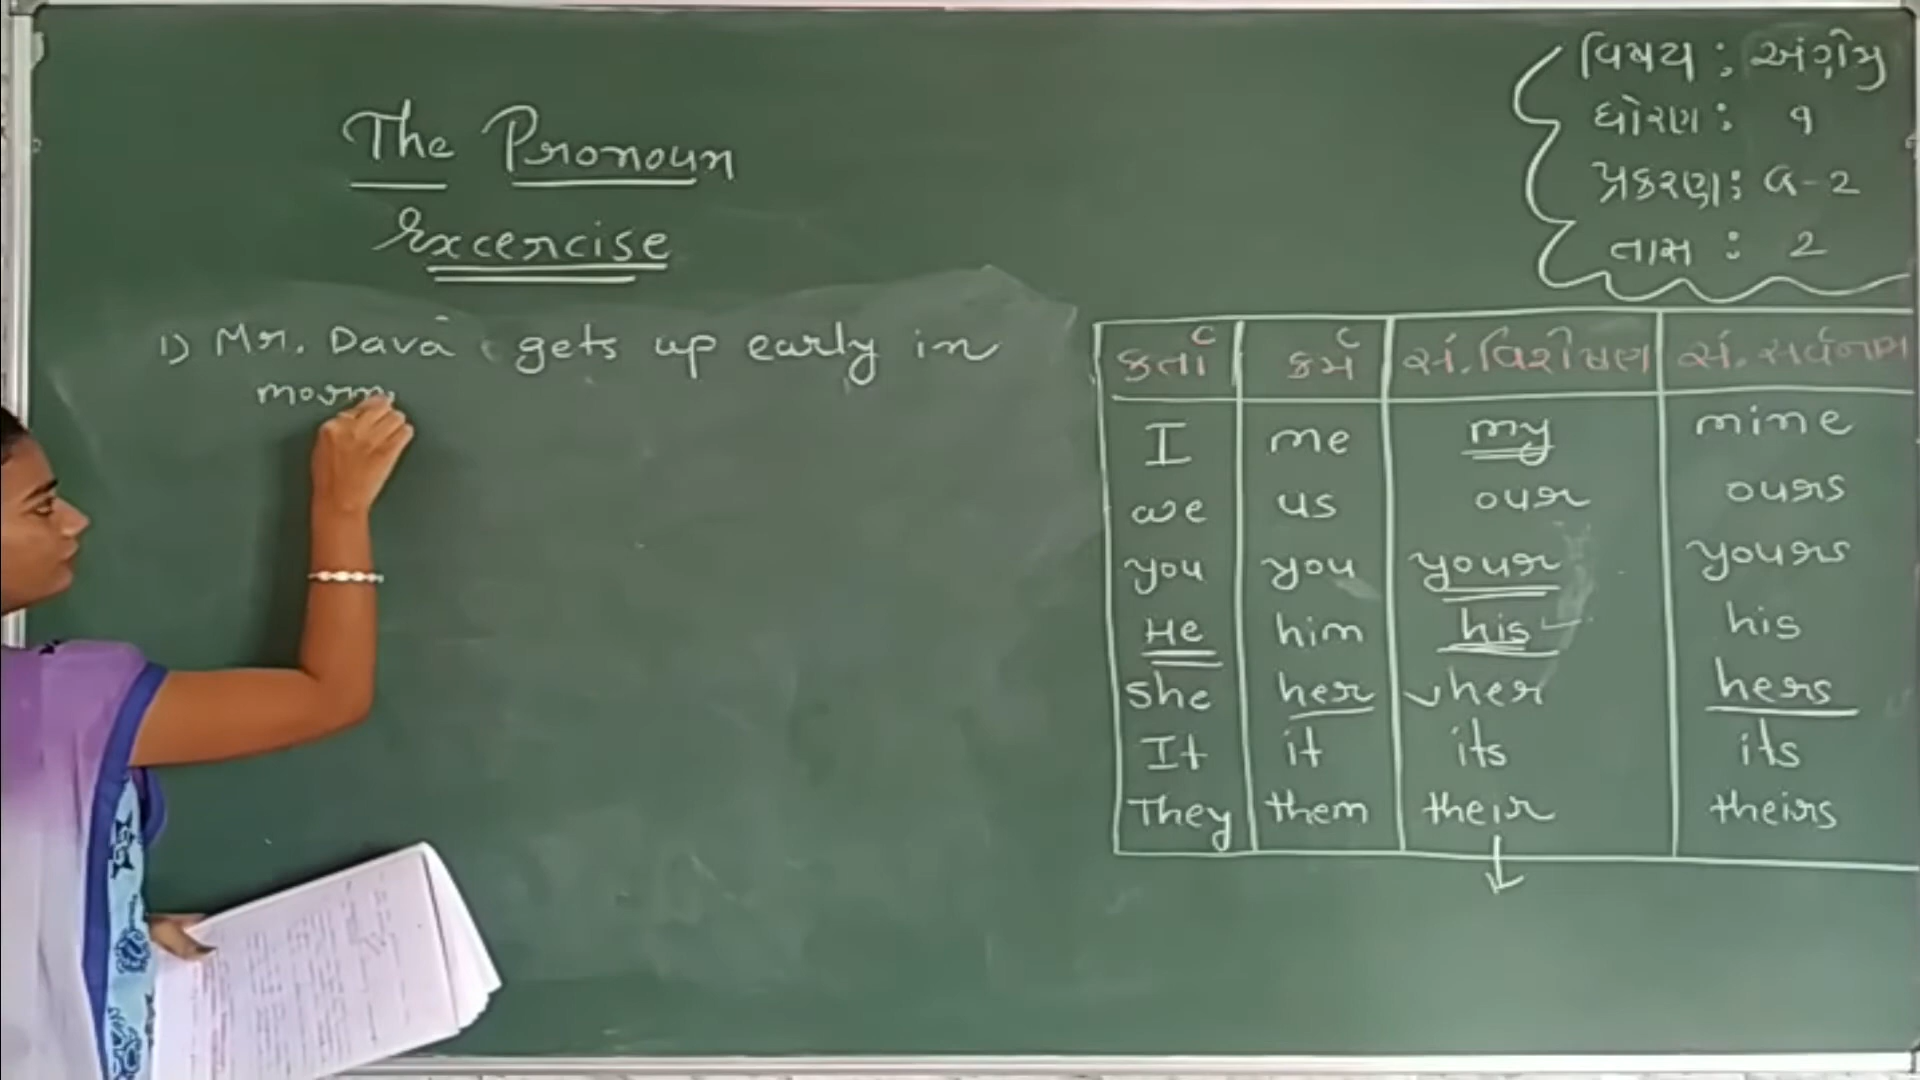 The Pronoun
Excercise
1) Mr. Dava gets up early in
morn
વિષય : અંગ્રેજી
ધોરણ : ૧
પ્રકરણ : ખ-2
તાસ : 2
કર્તા કર્મ સં. વિશેષણ સં. સર્વનામ
I me my mine
we us our ours
you you your yours
He him his his
She her her hers
It it its its
They them their theirs